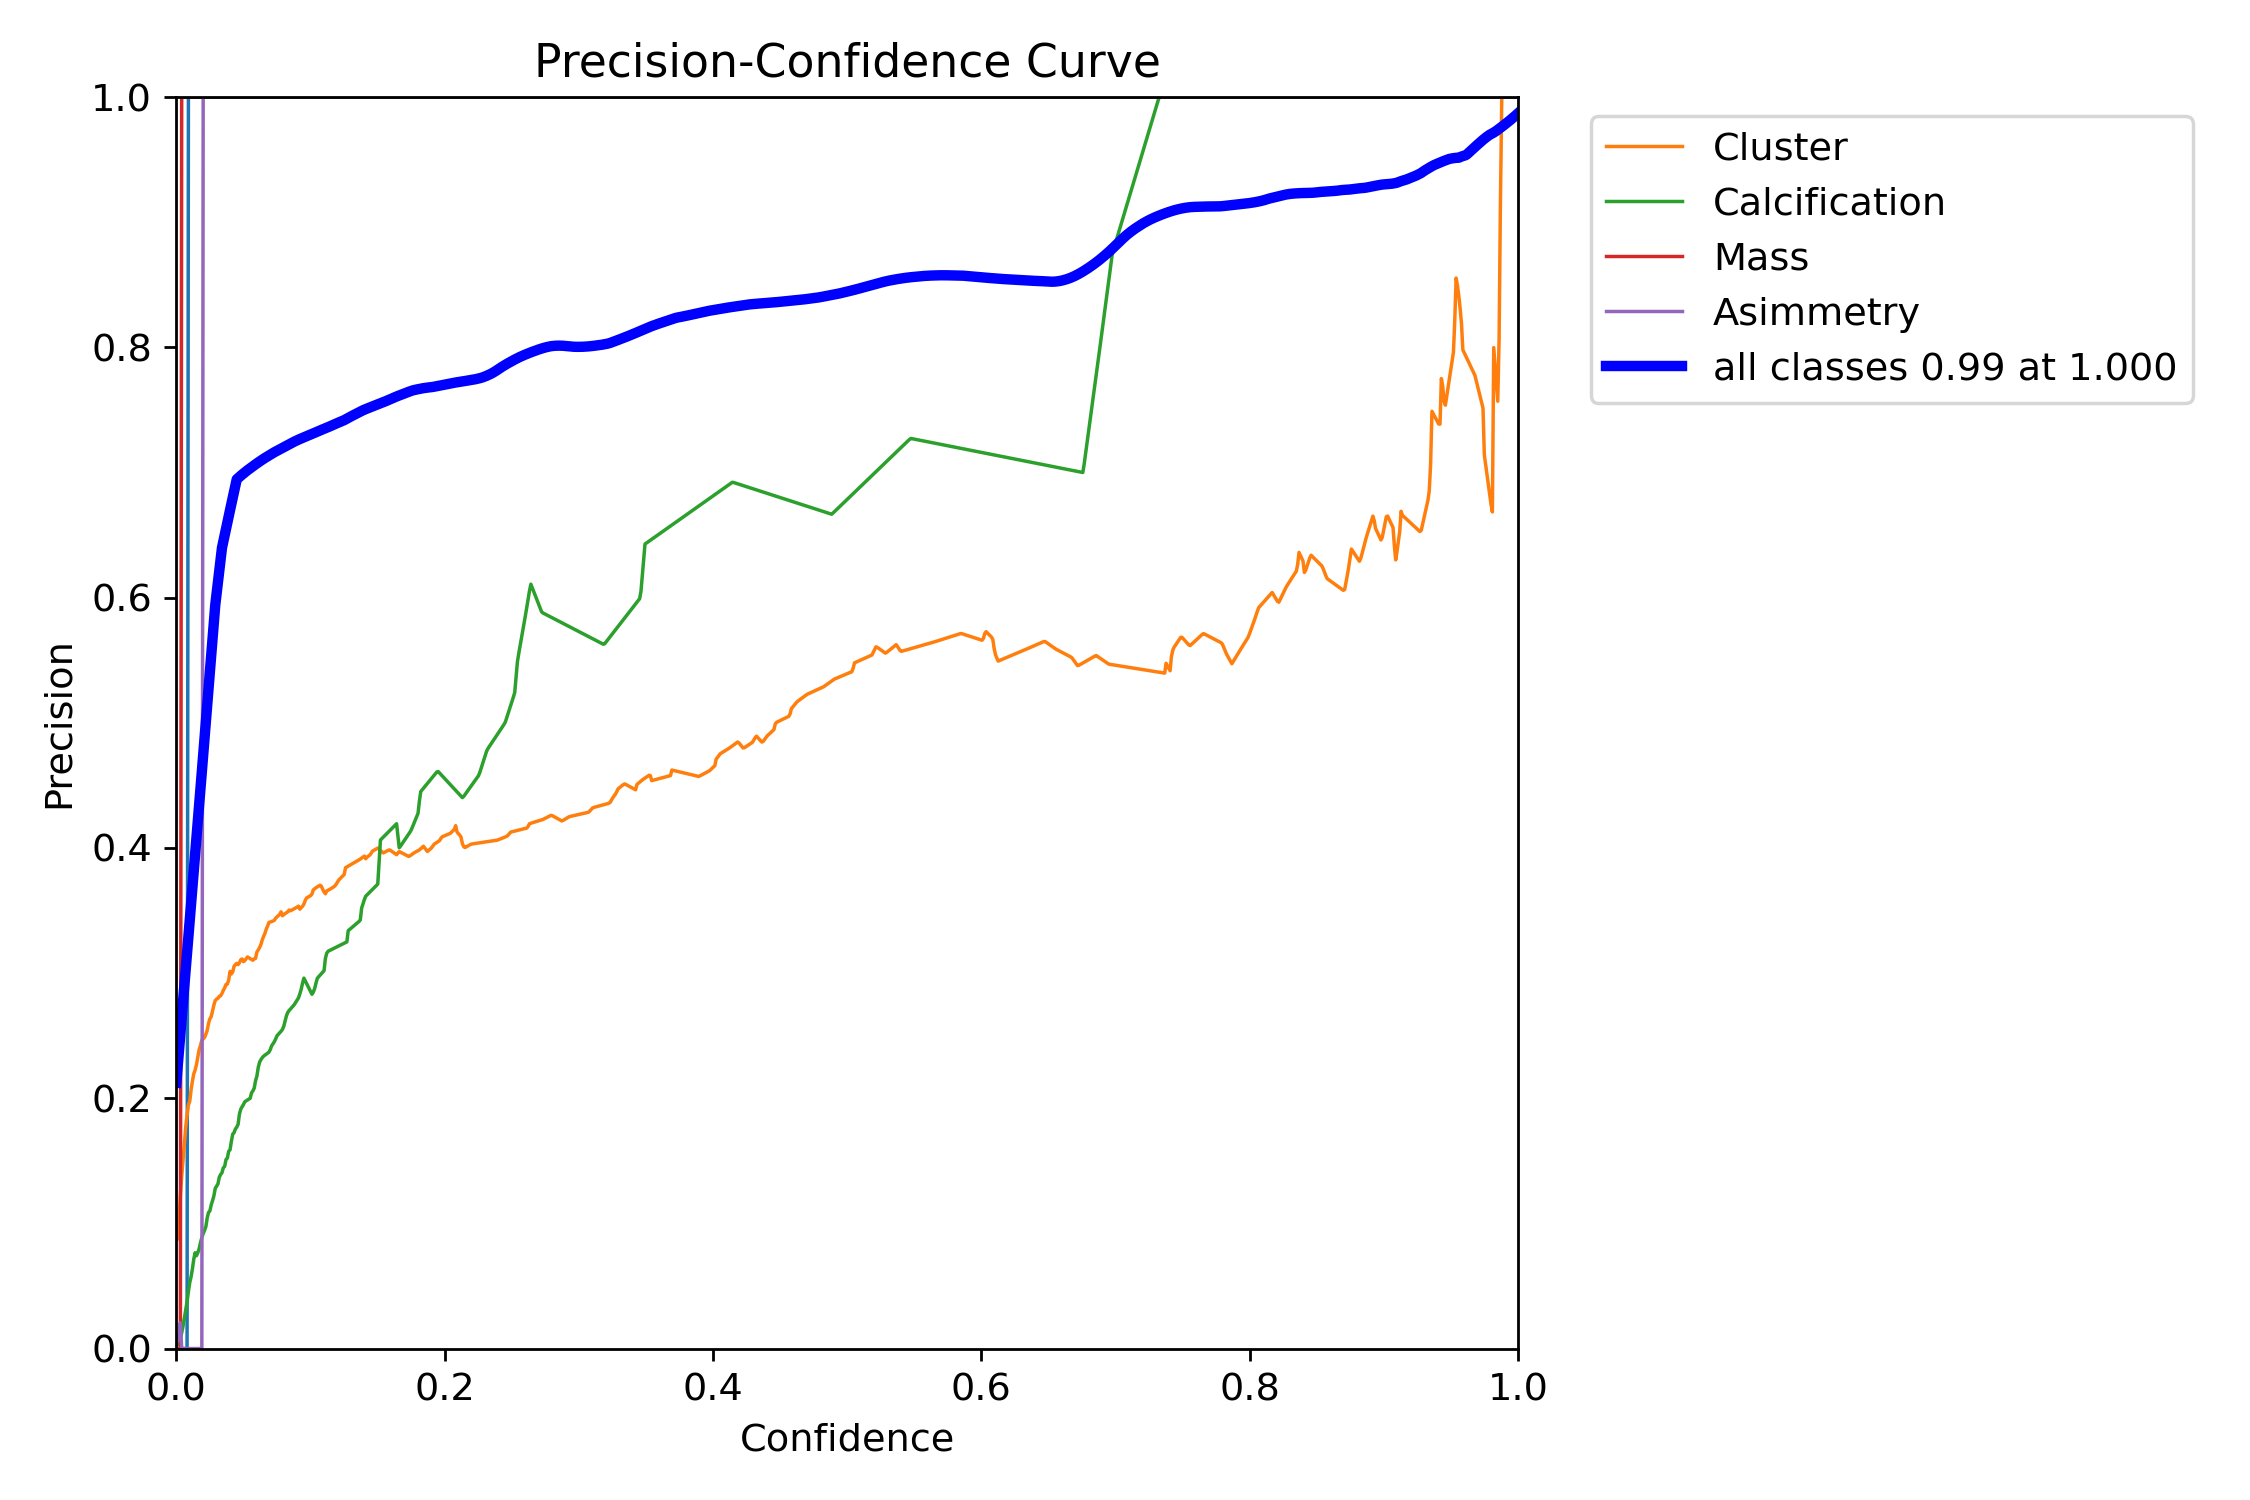 Precision-Confidence Curve
1.0
0.8
0.6
0.4
0.2
0.0
Precision
0.0 0.2 0.4 0.6 0.8 1.0
Confidence
Cluster
Calcification
Mass
Asimmetry
all classes 0.99 at 1.000